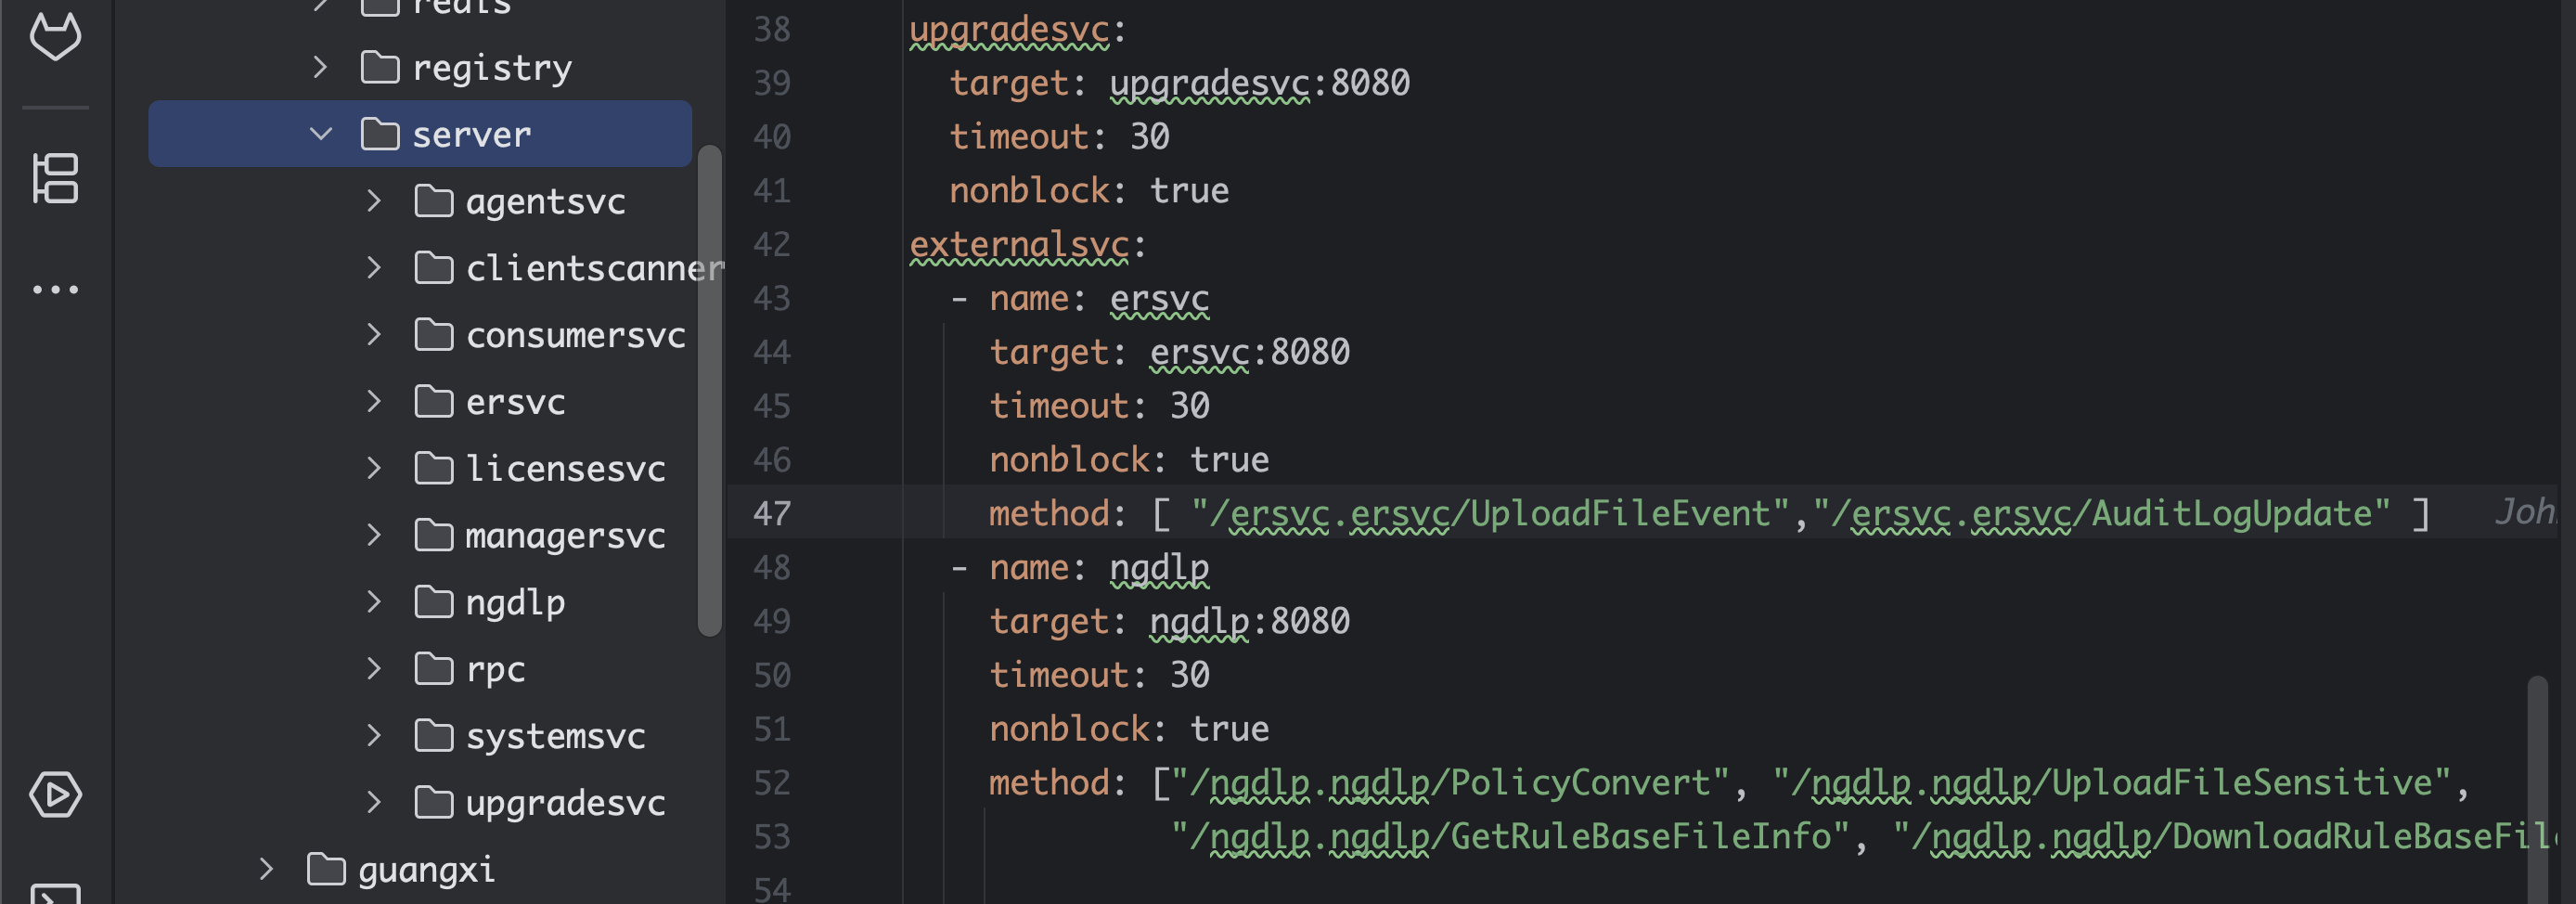 redis
registry
server
agentsvc
clientscanner
consumersvc
ersvc
licensesvc
managersvc
ngdlp
rpc
systemsvc
upgradesvc
guangxi
38 upgradesvc:
39 target: upgradesvc:8080
40 timeout: 30
41 nonblock: true
42 externalsvc:
43 - name: ersvc
44 target: ersvc:8080
45 timeout: 30
46 nonblock: true
47 method: [ "/ersvc.ersvc/UploadFileEvent","/ersvc.ersvc/AuditLogUpdate" ] Joh
48 - name: ngdlp
49 target: ngdlp:8080
50 timeout: 30
51 nonblock: true
52 method: ["/ngdlp.ngdlp/PolicyConvert", "/ngdlp.ngdlp/UploadFileSensitive",
53 "/ngdlp.ngdlp/GetRuleBaseFileInfo", "/ngdlp.ngdlp/DownloadRuleBaseFil
54